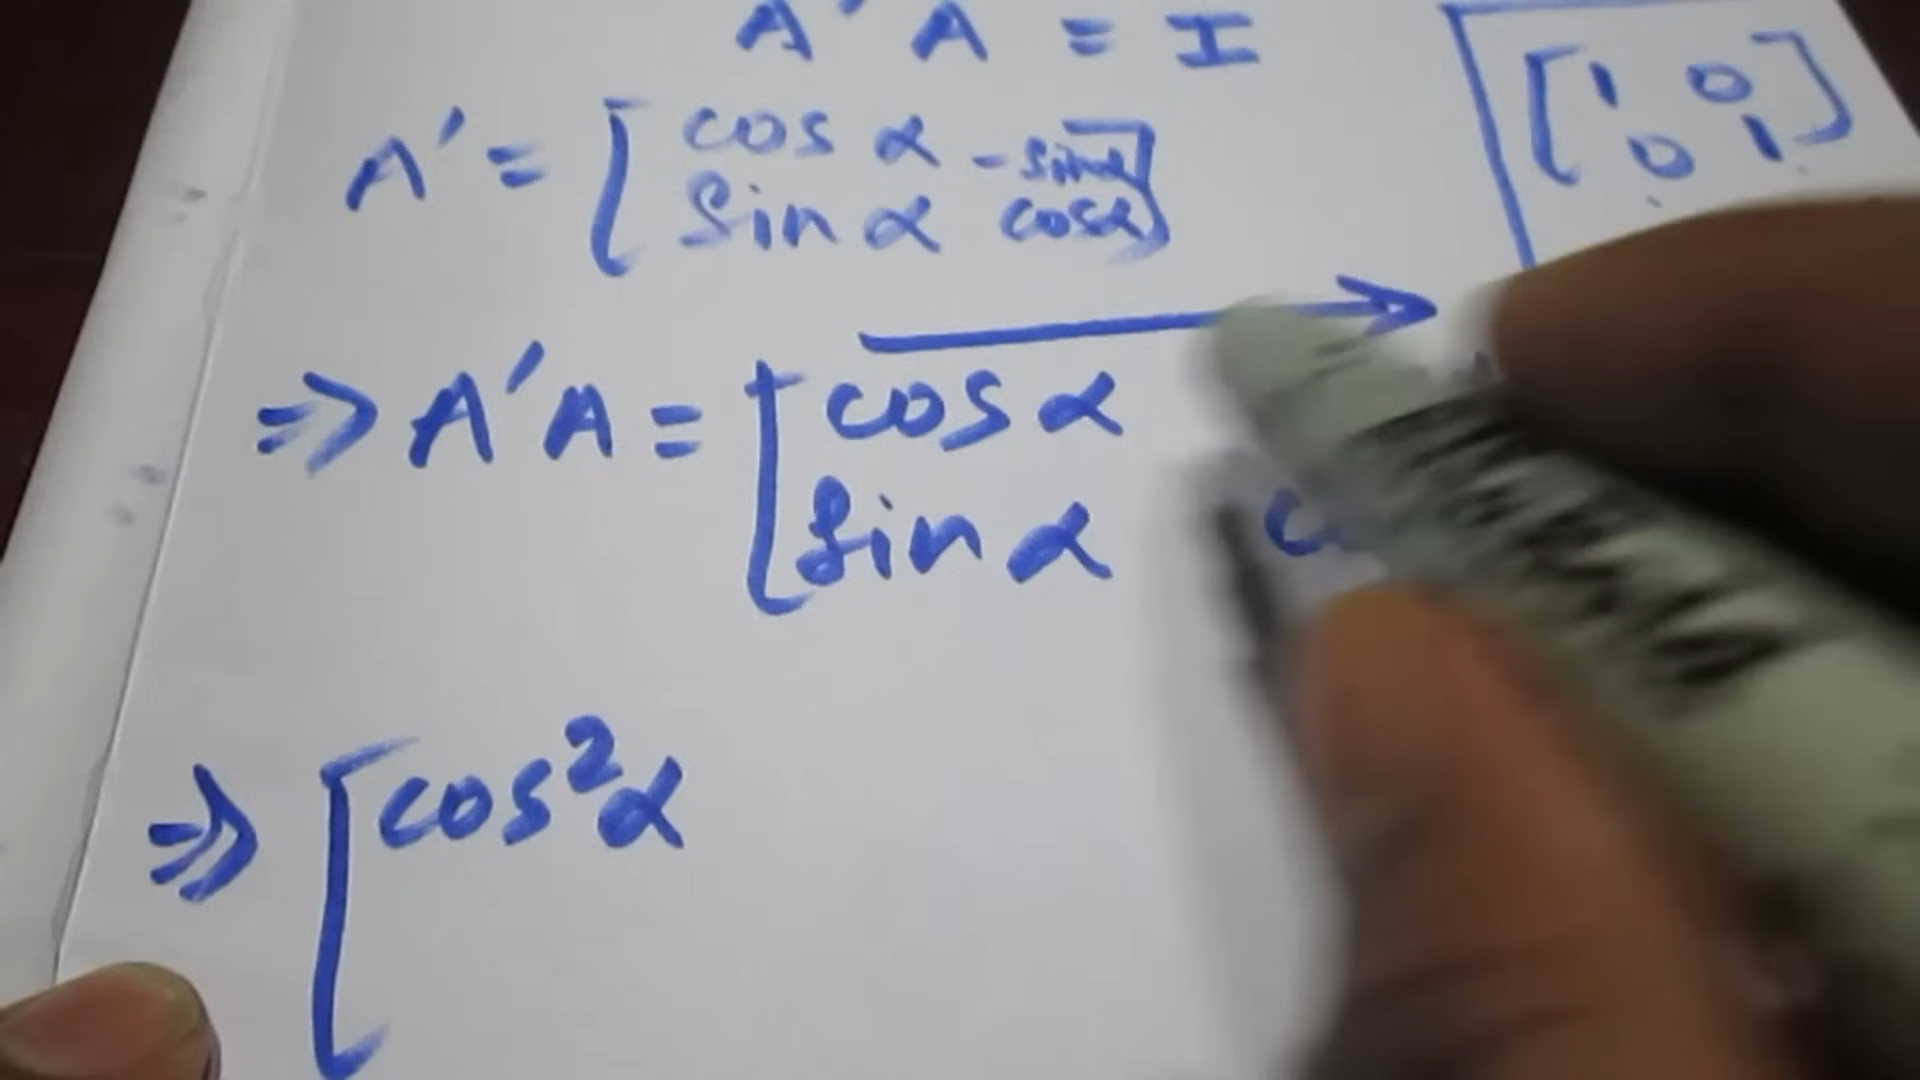 A' A = I
[1 0
0 1]
A' = [cos α -sin α
sin α cos α]
⇒ A'A = [cos α
sin α
⇒ [cos²α